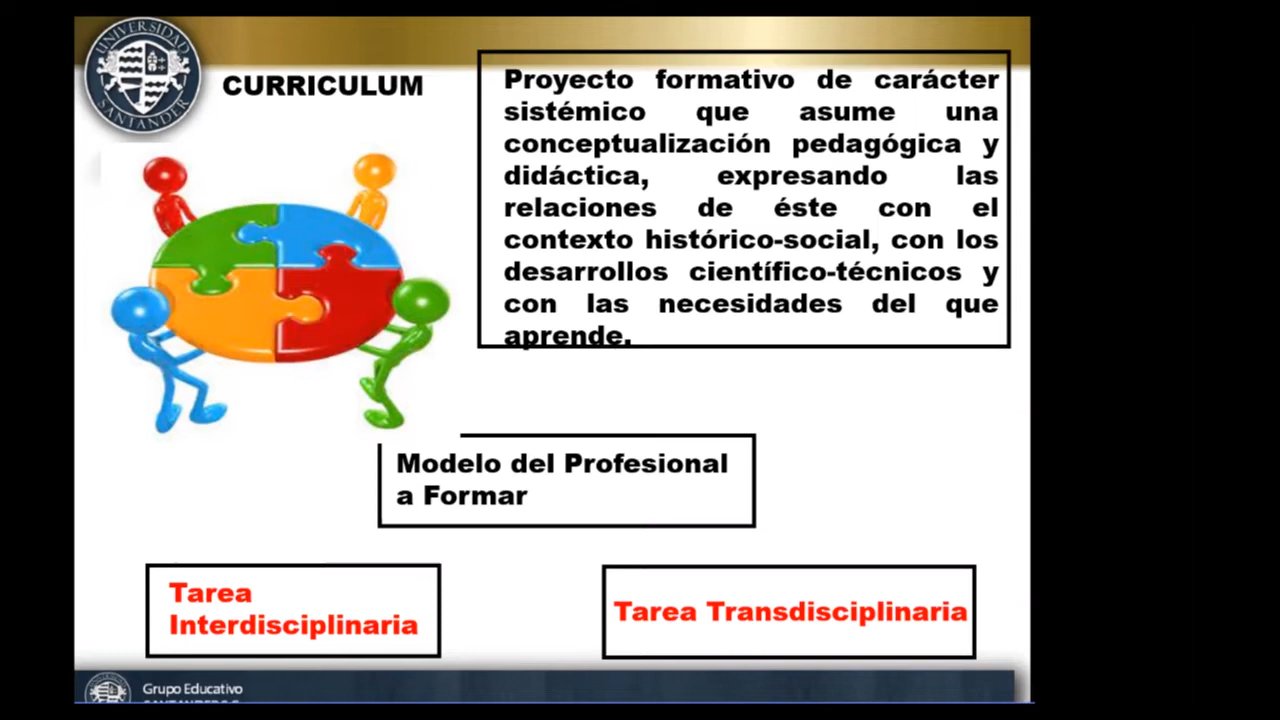 UNIVERSIDAD
SANTANDER
CURRICULUM
Proyecto formativo de carácter
sistémico que asume una
conceptualización pedagógica y
didáctica, expresando las
relaciones de éste con el
contexto histórico-social, con los
desarrollos científico-técnicos y
con las necesidades del que
aprende.
Modelo del Profesional
a Formar
Tarea
Interdisciplinaria
Tarea Transdisciplinaria
Grupo Educativo